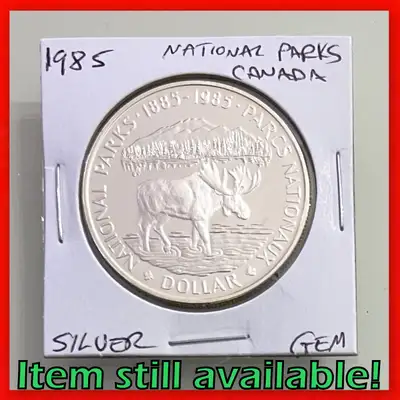 1985 NATIONAL PARKS
CANADA
NATIONAL PARKS · 1885-1985 · PARCS NATIONAUX
DOLLAR
SILVER GEM
Item still available!